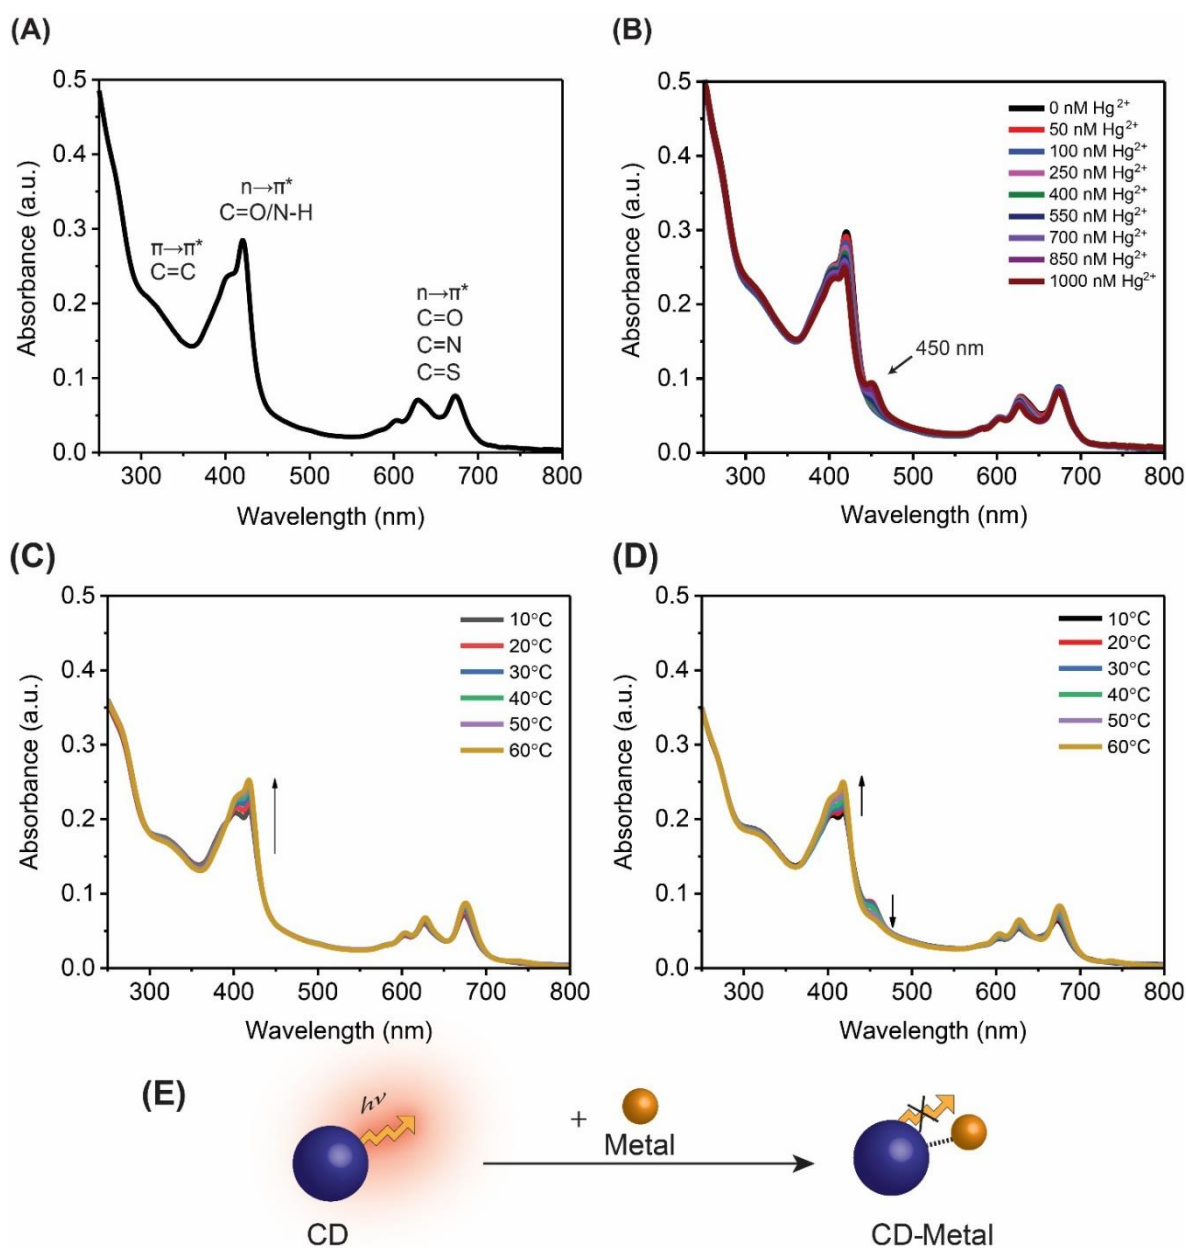 (A)
0.5
0.4
0.3
0.2
0.1
0.0
Absorbance (a.u.)
n→π*
C=O/N-H
π→π*
C=C
n→π*
C=O
C=N
C=S
300 400 500 600 700 800
Wavelength (nm)
(B)
0.5
0.4
0.3
0.2
0.1
0.0
Absorbance (a.u.)
0 nM Hg²⁺
50 nM Hg²⁺
100 nM Hg²⁺
250 nM Hg²⁺
400 nM Hg²⁺
550 nM Hg²⁺
700 nM Hg²⁺
850 nM Hg²⁺
1000 nM Hg²⁺
450 nm
300 400 500 600 700 800
Wavelength (nm)
(C)
0.5
0.4
0.3
0.2
0.1
0.0
Absorbance (a.u.)
10°C
20°C
30°C
40°C
50°C
60°C
300 400 500 600 700 800
Wavelength (nm)
(D)
0.5
0.4
0.3
0.2
0.1
0.0
Absorbance (a.u.)
10°C
20°C
30°C
40°C
50°C
60°C
300 400 500 600 700 800
Wavelength (nm)
(E)
hν
+
Metal
CD
CD-Metal